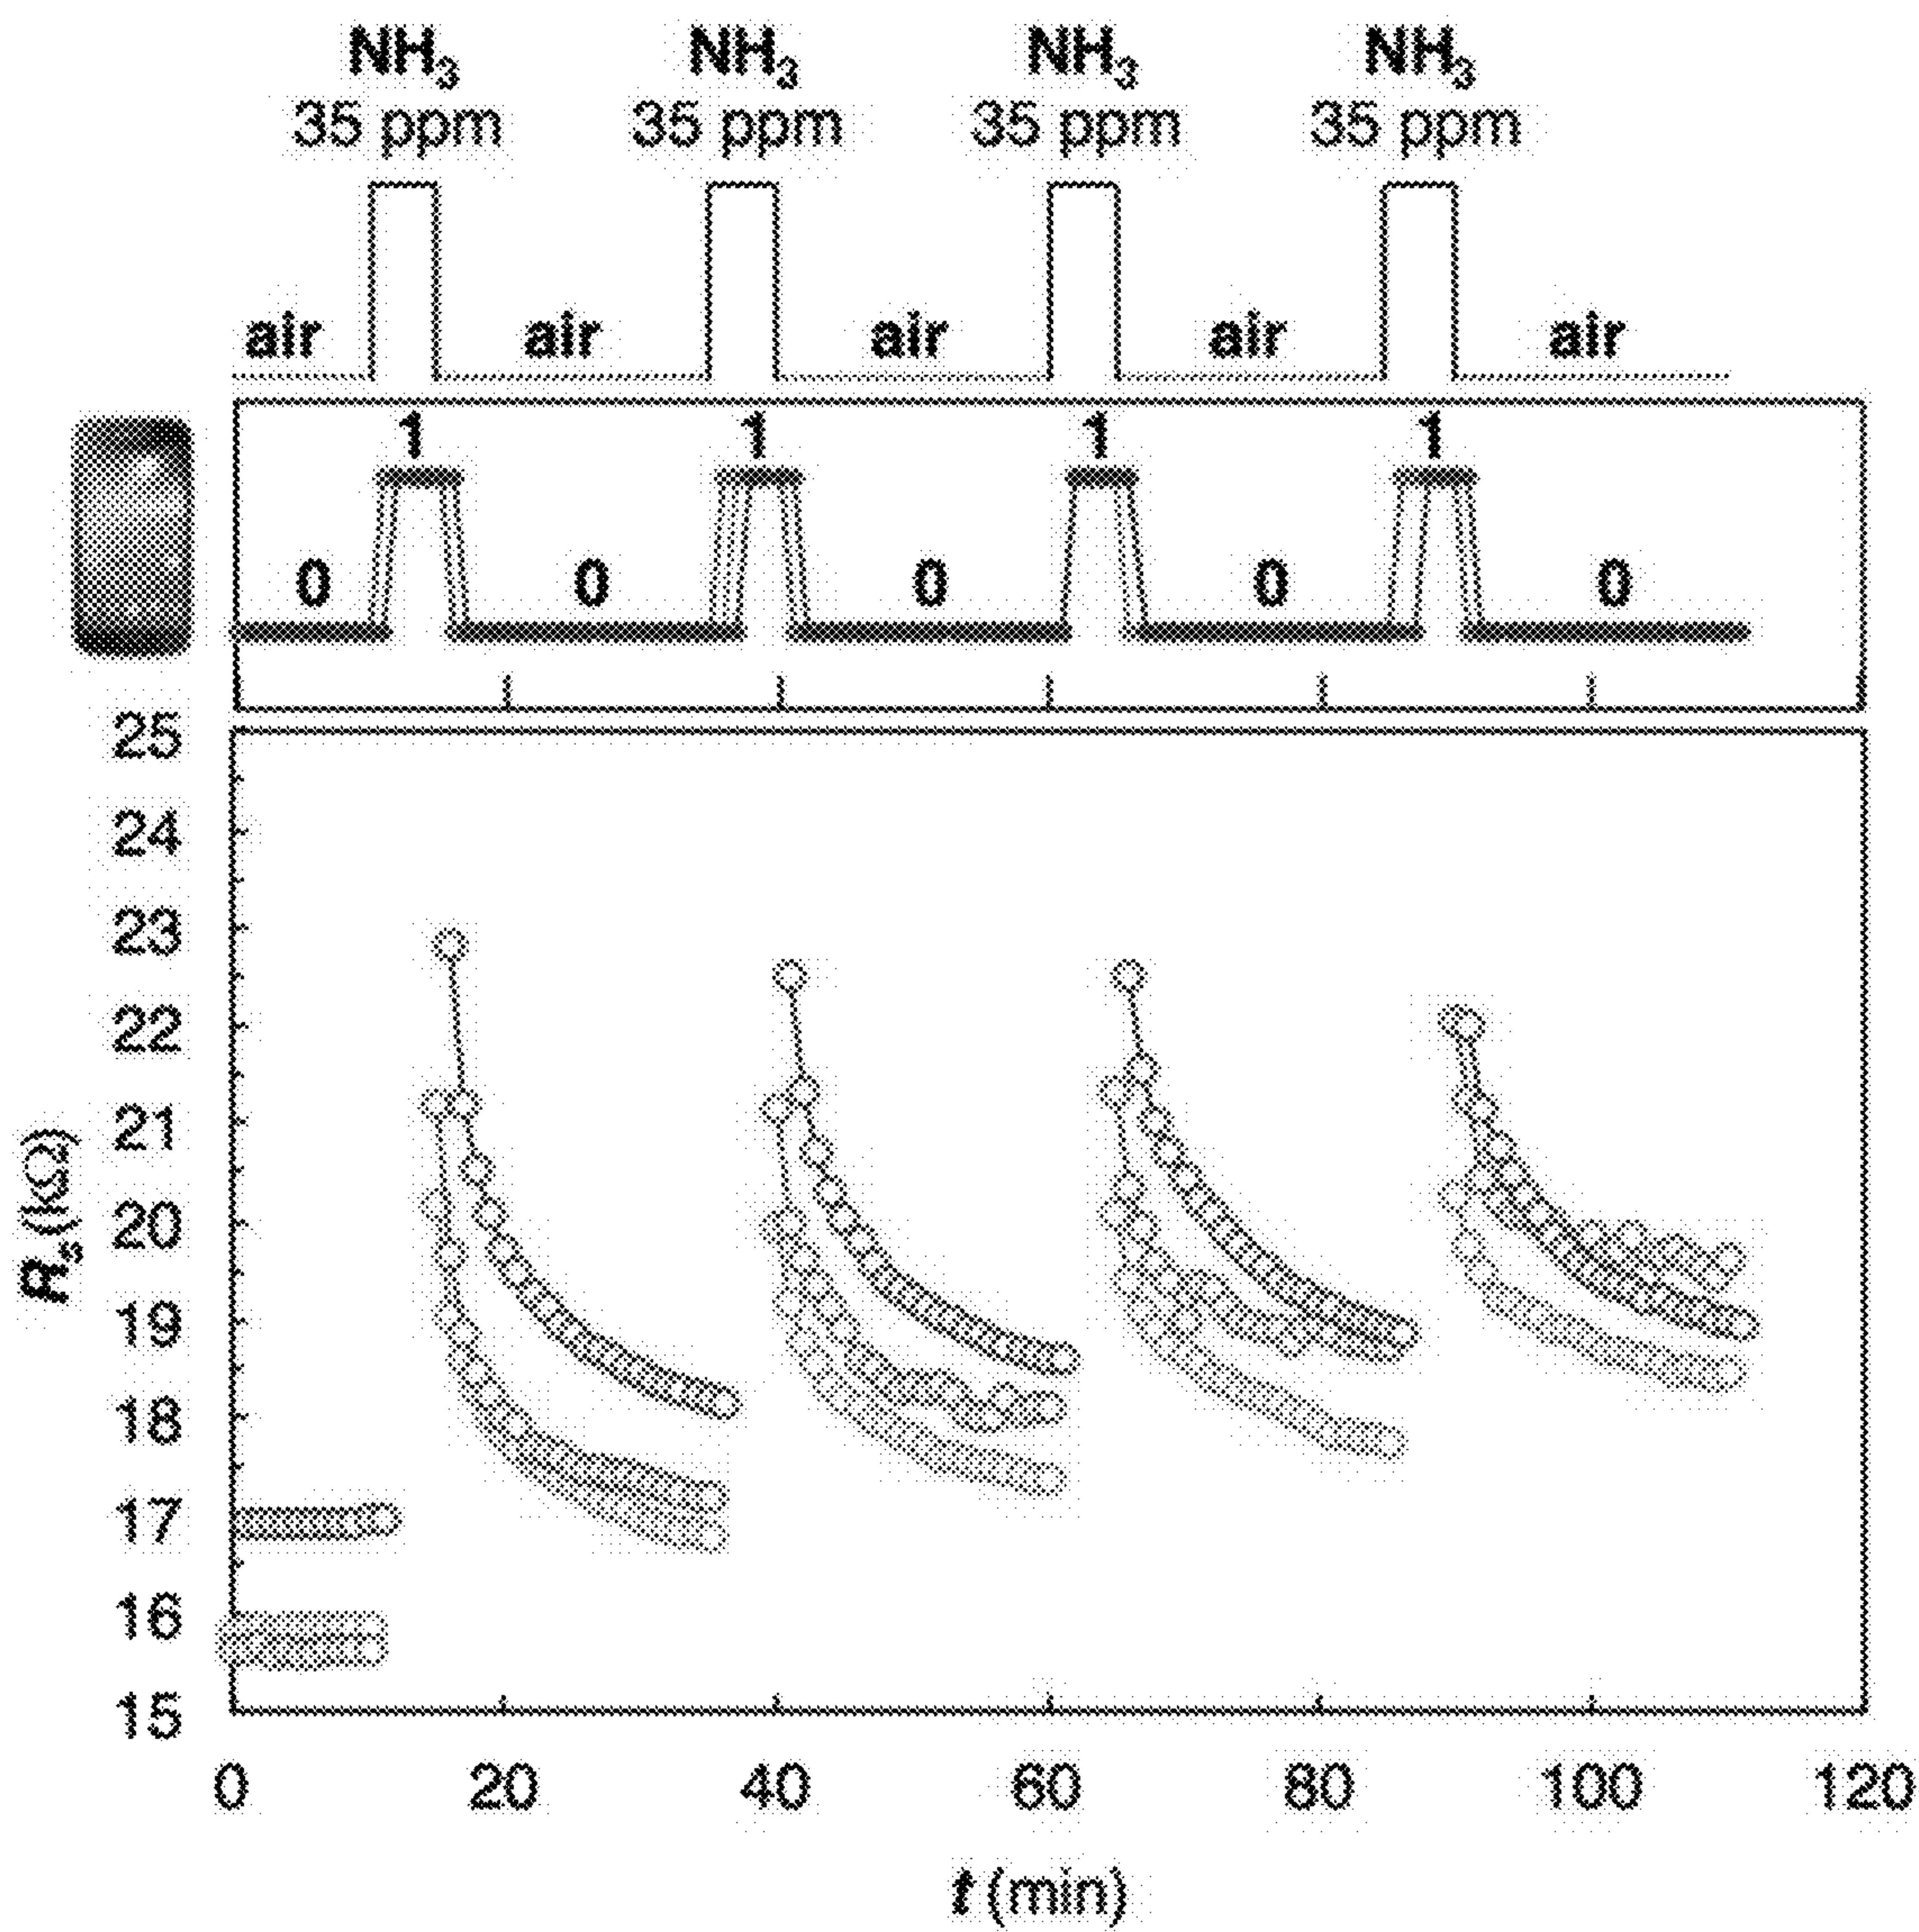 NH₃ NH₃ NH₃ NH₃
35 ppm 35 ppm 35 ppm 35 ppm
air air air air air
1 1 1 1
0 0 0 0 0
25
24
23
22
21
20
19
18
17
16
15
Rₛ(kΩ)
0 20 40 60 80 100 120
t (min)